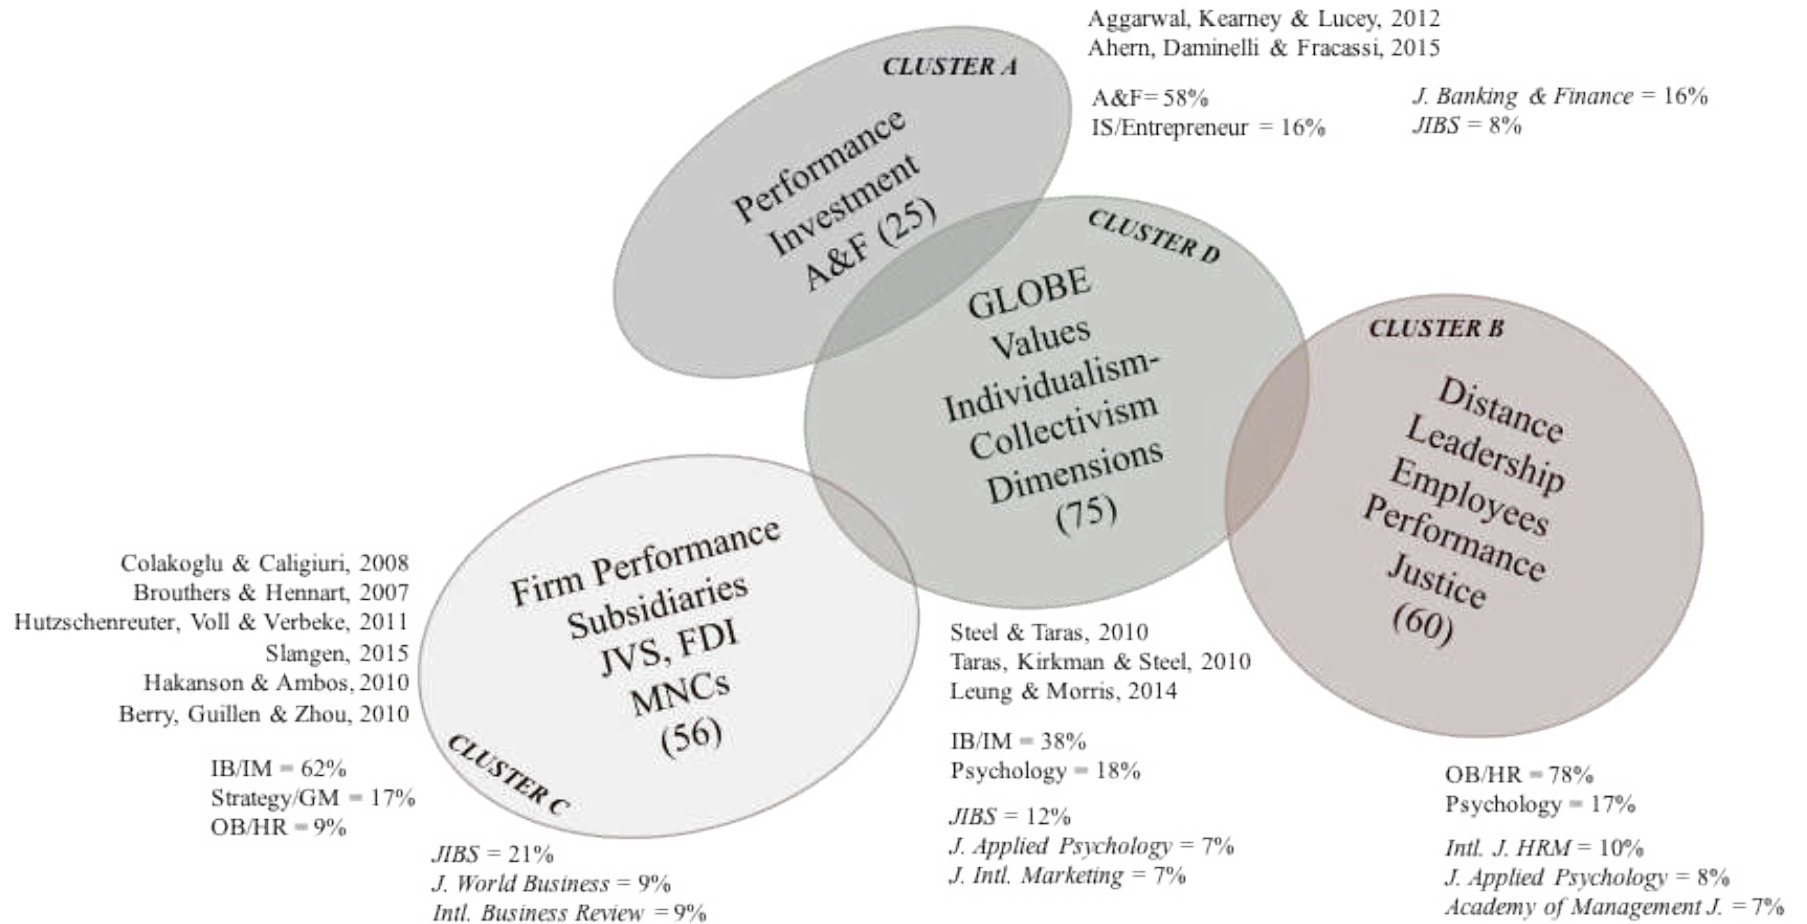 Aggarwal, Kearney & Lucey, 2012
Ahern, Daminelli & Fracassi, 2015
A&F= 58%
IS/Entrepreneur = 16%
J. Banking & Finance = 16%
JIBS = 8%
CLUSTER A
Performance
Investment
A&F (25)
CLUSTER D
GLOBE
Values
Individualism-
Collectivism
Dimensions
(75)
CLUSTER B
Distance
Leadership
Employees
Performance
Justice
(60)
Firm Performance
Subsidiaries
JVS, FDI
MNCs
(56)
CLUSTER C
Colakoglu & Caligiuri, 2008
Brouthers & Hennart, 2007
Hutzschenreuter, Voll & Verbeke, 2011
Slangen, 2015
Hakanson & Ambos, 2010
Berry, Guillen & Zhou, 2010
IB/IM = 62%
Strategy/GM = 17%
OB/HR = 9%
JIBS = 21%
J. World Business = 9%
Intl. Business Review = 9%
Steel & Taras, 2010
Taras, Kirkman & Steel, 2010
Leung & Morris, 2014
IB/IM = 38%
Psychology = 18%
JIBS = 12%
J. Applied Psychology = 7%
J. Intl. Marketing = 7%
OB/HR = 78%
Psychology = 17%
Intl. J. HRM = 10%
J. Applied Psychology = 8%
Academy of Management J. = 7%